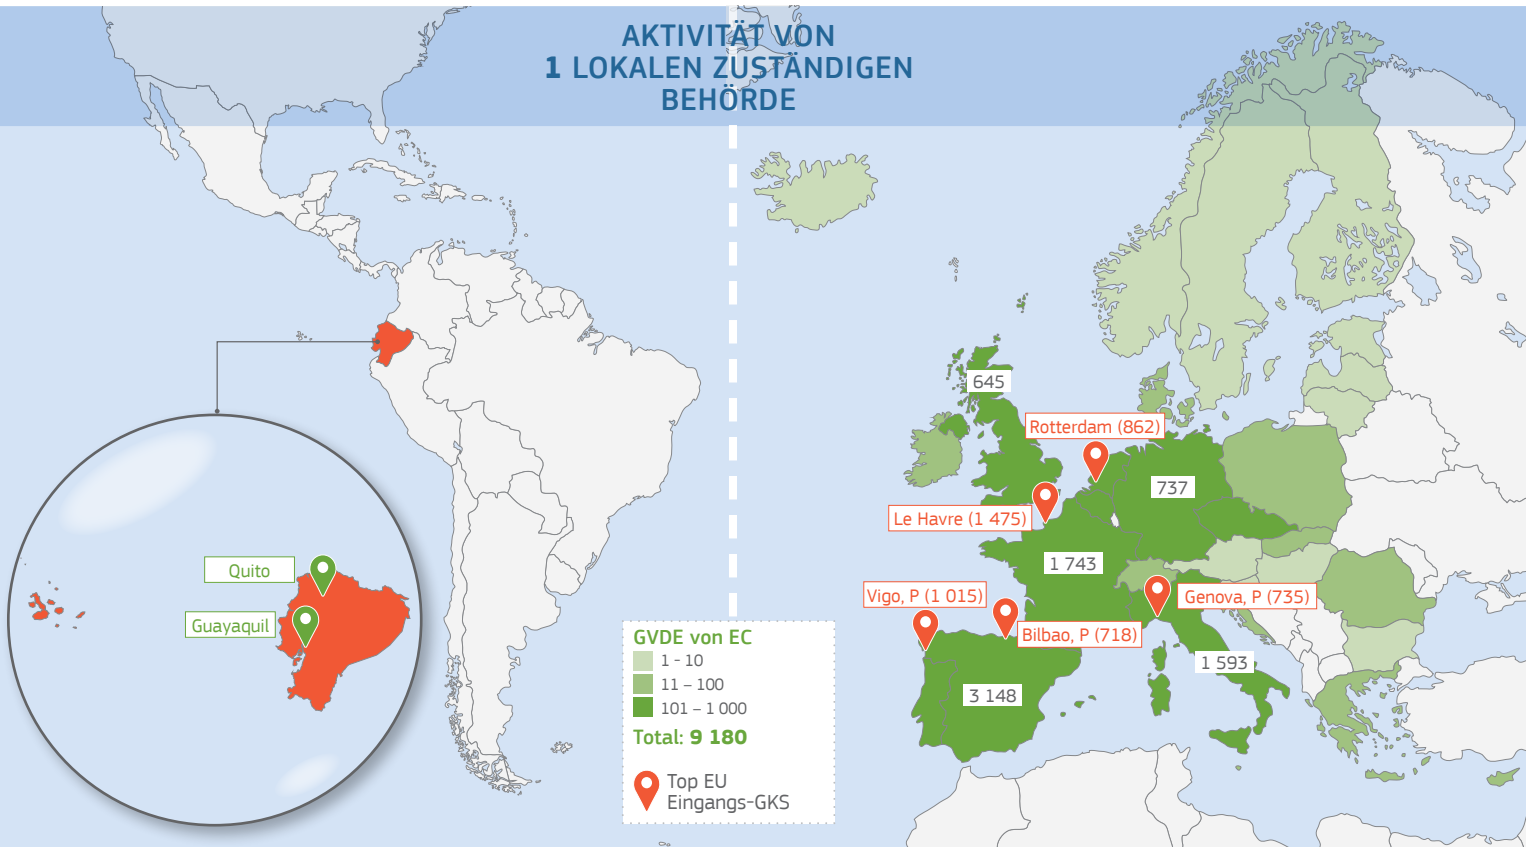 AKTIVITÄT VON
1 LOKALEN ZUSTÄNDIGEN
BEHÖRDE
645
Rotterdam (862)
737
Le Havre (1 475)
1 743
Quito
Vigo, P (1 015)
Genova, P (735)
Guayaquil
Bilbao, P (718)
1 593
3 148
GVDE von EC
1 - 10
11 – 100
101 – 1 000
Total: 9 180
Top EU
Eingangs-GKS